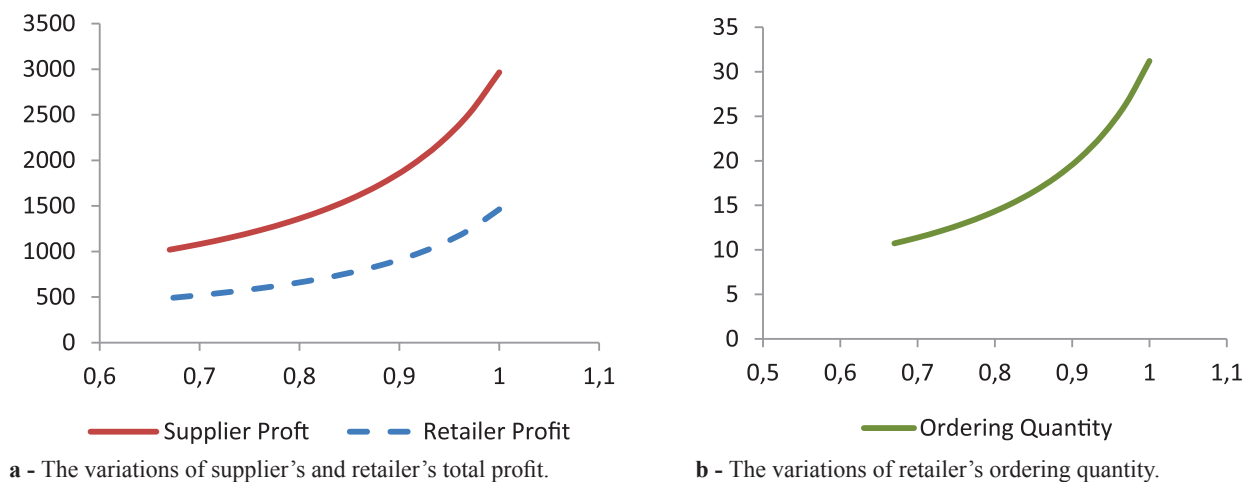 3500
3000
2500
2000
1500
1000
500
0
0,6 0,7 0,8 0,9 1 1,1
Supplier Proft Retailer Profit
a - The variations of supplier’s and retailer’s total profit.
35
30
25
20
15
10
5
0
0,5 0,6 0,7 0,8 0,9 1 1,1
Ordering Quantity
b - The variations of retailer’s ordering quantity.